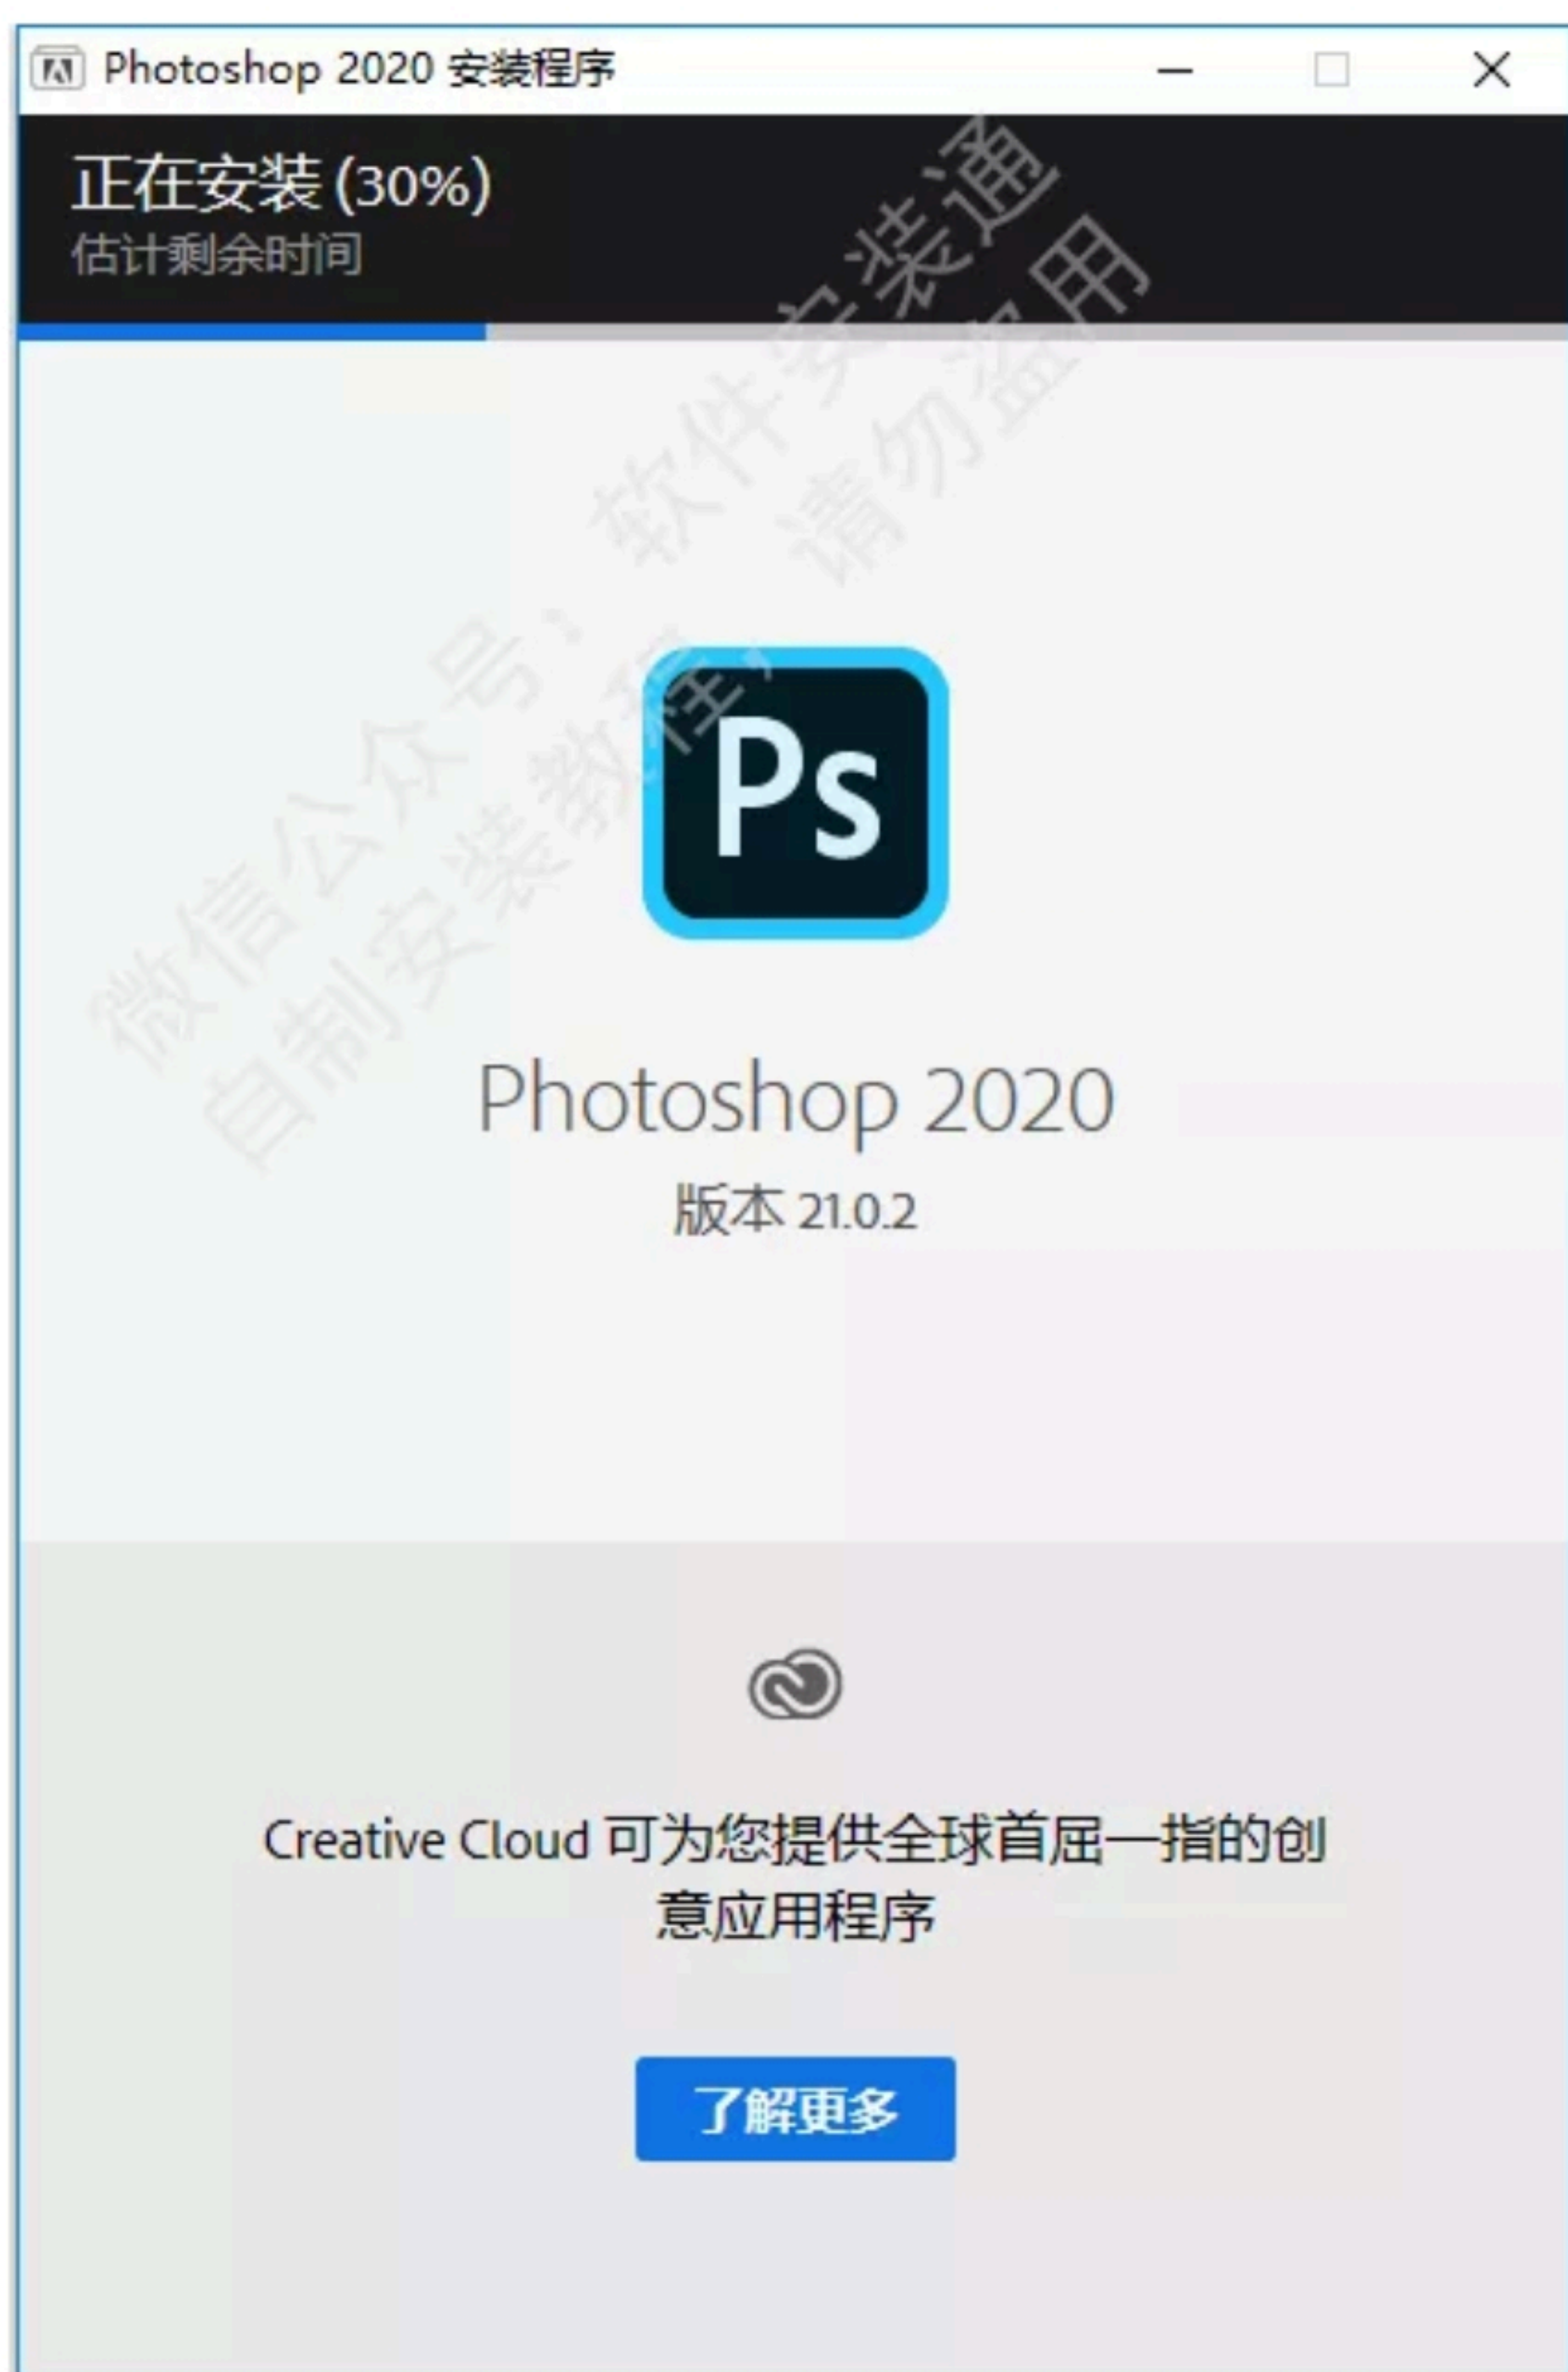 Photoshop 2020 安装程序
正在安装 (30%)
估计剩余时间
微信公众号、软件安装通
自制安装教程，请勿盗用
Ps
Photoshop 2020
版本 21.0.2
Creative Cloud 可为您提供全球首屈一指的创
意应用程序
了解更多